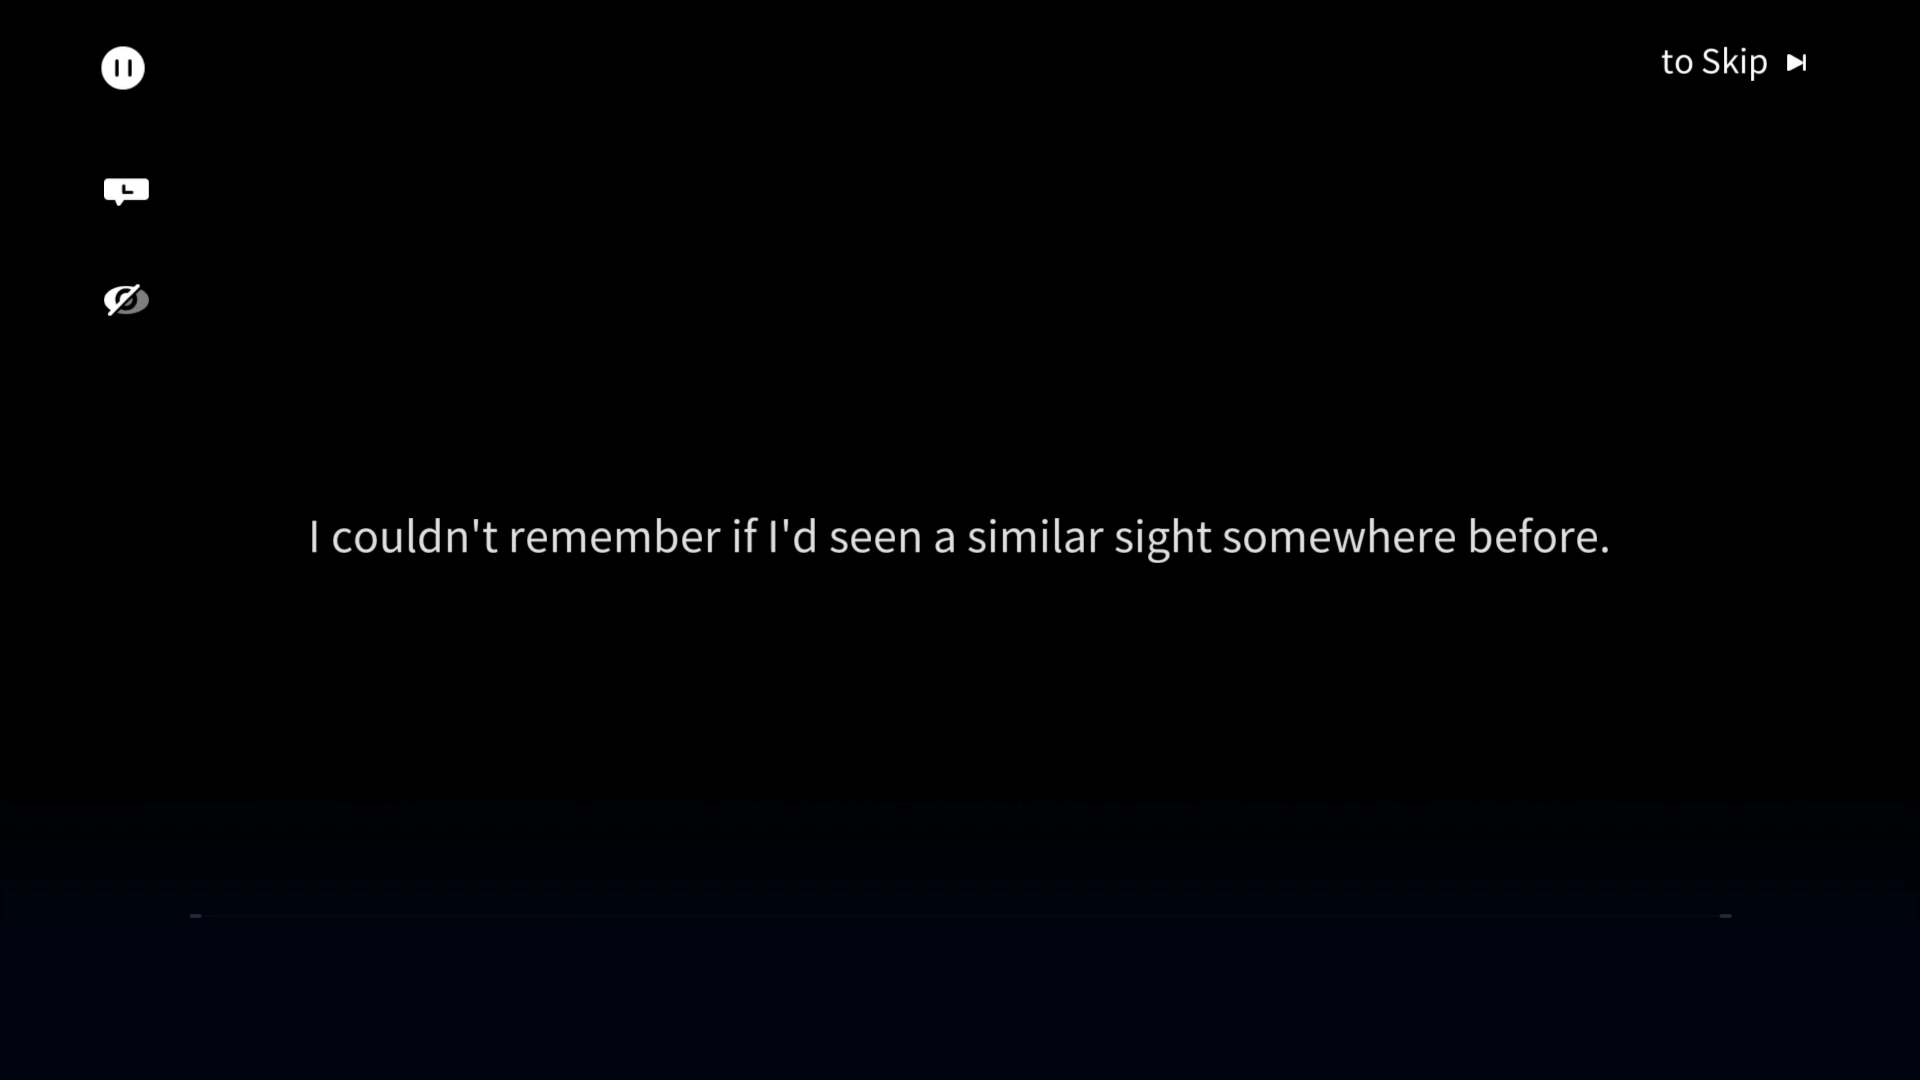 to Skip
I couldn't remember if I'd seen a similar sight somewhere before.